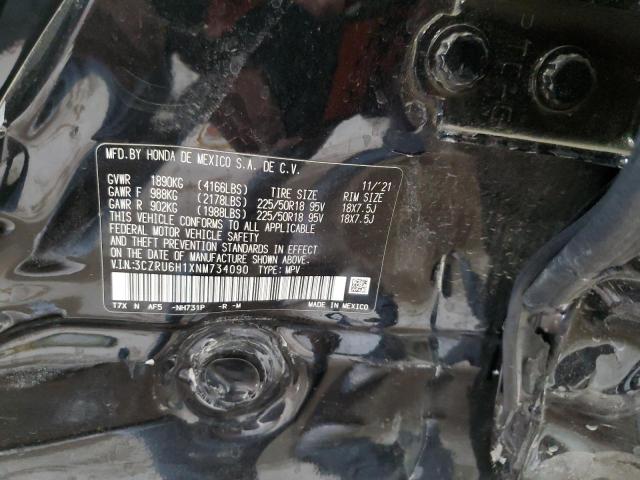 MFD.BY HONDA DE MEXICO S.A. DE C.V.
11/'21
GVWR 1890KG (4166LBS) TIRE SIZE RIM SIZE
GAWR F 988KG (2178LBS) 225/50R18 95V 18X7.5J
GAWR R 902KG (1988LBS) 225/50R18 95V 18X7.5J
THIS VEHICLE CONFORMS TO ALL APPLICABLE
FEDERAL MOTOR VEHICLE SAFETY
AND THEFT PREVENTION STANDARDS IN EFFECT
ON THE DATE OF MANUFACTURE SHOWN ABOVE.
VIN:3CZRU6H1XNM734090 TYPE: MPV
T7X N AF5 -NH731P -R -M MADE IN MEXICO